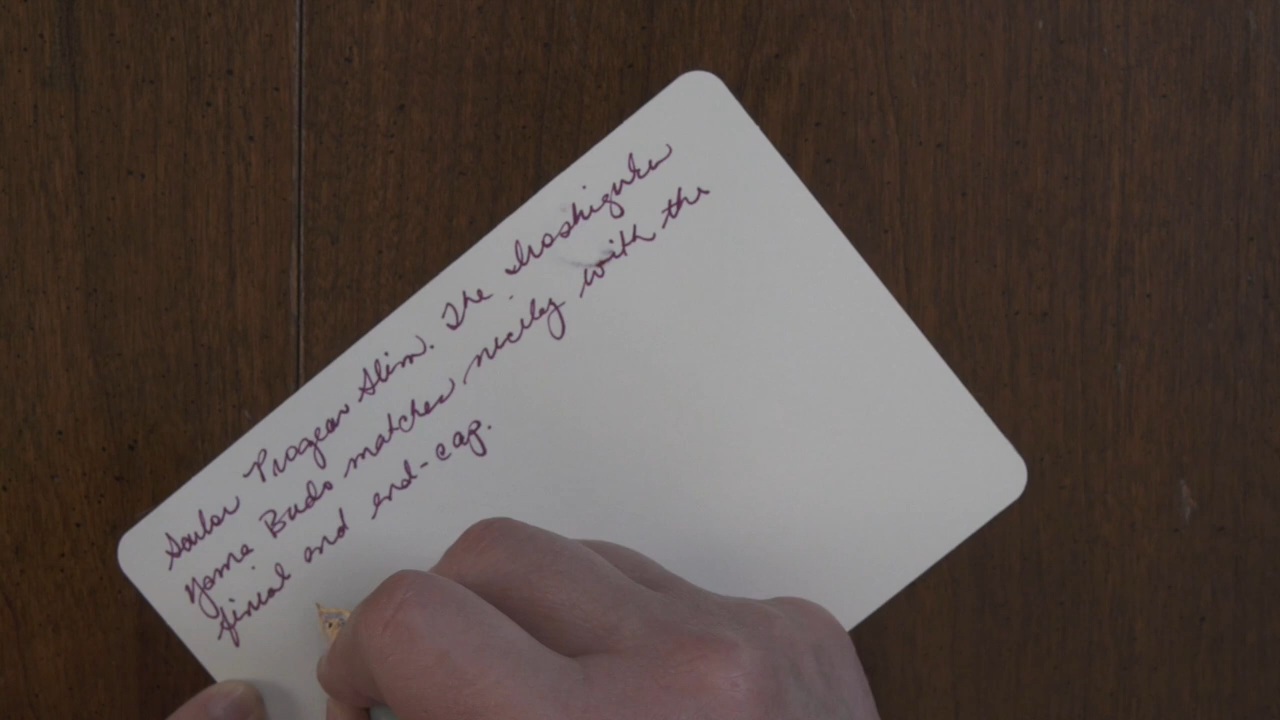 Sailor Progear Slim. The Iroshizuku
Yama Budo matches nicely with the
finial and end-cap.